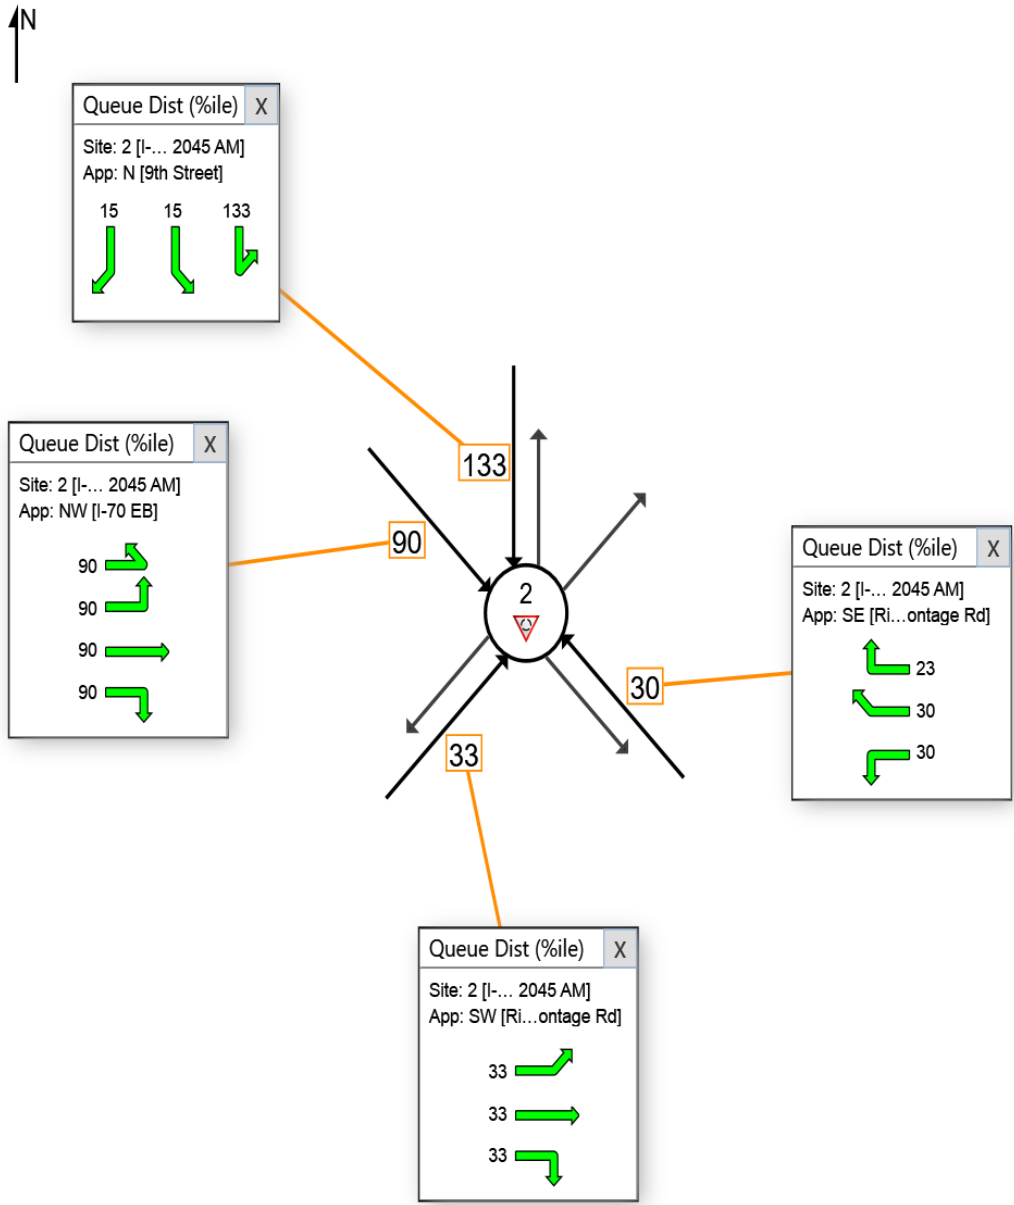 N
Queue Dist (%ile) X
Site: 2 [I-... 2045 AM]
App: N [9th Street]
15 15 133
133
Queue Dist (%ile) X
Site: 2 [I-... 2045 AM]
App: NW [I-70 EB]
90
90
90
90
90
2
Queue Dist (%ile) X
Site: 2 [I-... 2045 AM]
App: SE [Ri...ontage Rd]
23
30
30
30
33
Queue Dist (%ile) X
Site: 2 [I-... 2045 AM]
App: SW [Ri...ontage Rd]
33
33
33